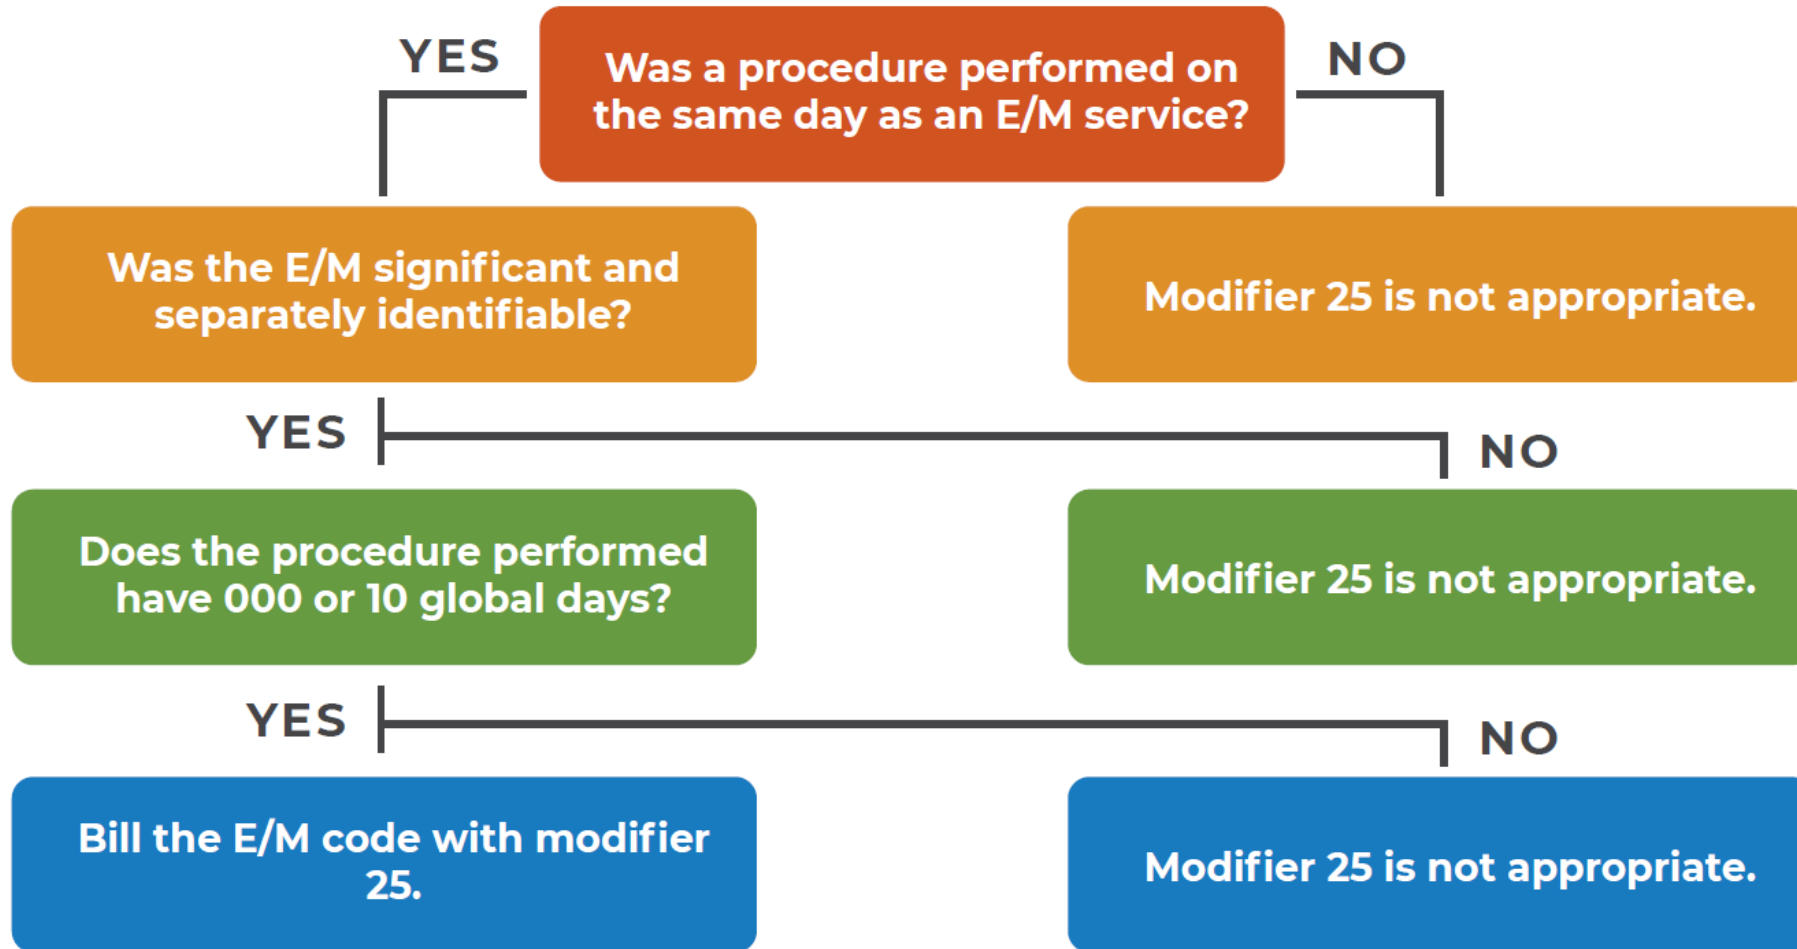 YES
Was a procedure performed on
the same day as an E/M service?
NO
Was the E/M significant and
separately identifiable?
Modifier 25 is not appropriate.
YES
NO
Does the procedure performed
have 000 or 10 global days?
Modifier 25 is not appropriate.
YES
NO
Bill the E/M code with modifier
25.
Modifier 25 is not appropriate.